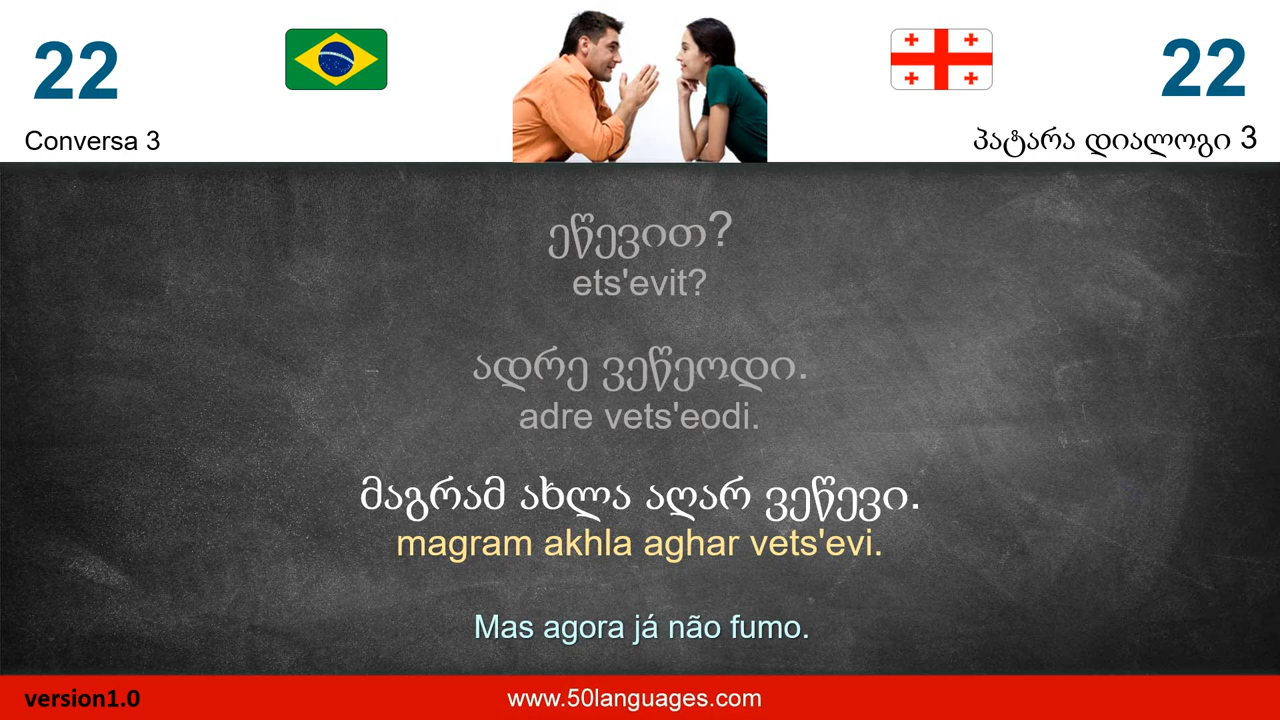 22
22
Conversa 3
პატარა დიალოგი 3
ეწევით?
ets'evit?
ადრე ვეწეოდი.
adre vets'eodi.
მაგრამ ახლა აღარ ვეწევი.
magram akhla aghar vets'evi.
Mas agora já não fumo.
version1.0
www.50languages.com